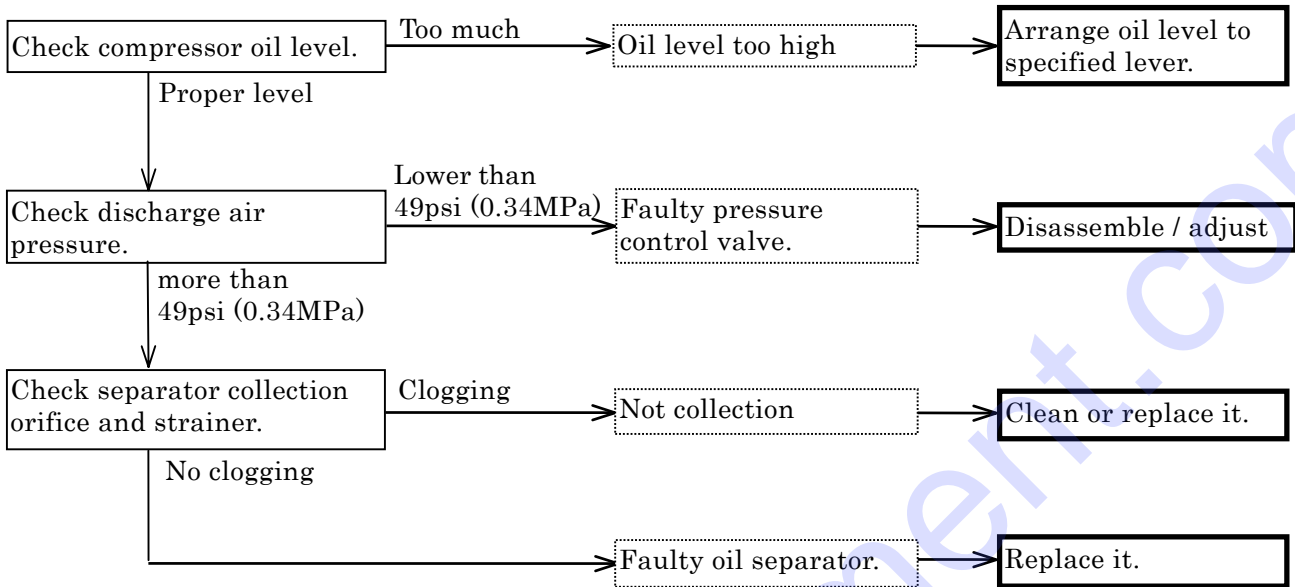 Check compressor oil level.
Too much
Oil level too high
Arrange oil level to
specified lever.
Proper level
Check discharge air
pressure.
Lower than
49psi (0.34MPa)
Faulty pressure
control valve.
Disassemble / adjust
more than
49psi (0.34MPa)
Check separator collection
orifice and strainer.
Clogging
Not collection
Clean or replace it.
No clogging
Faulty oil separator.
Replace it.
ment.com